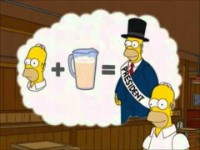 +
=
PRESIDENT